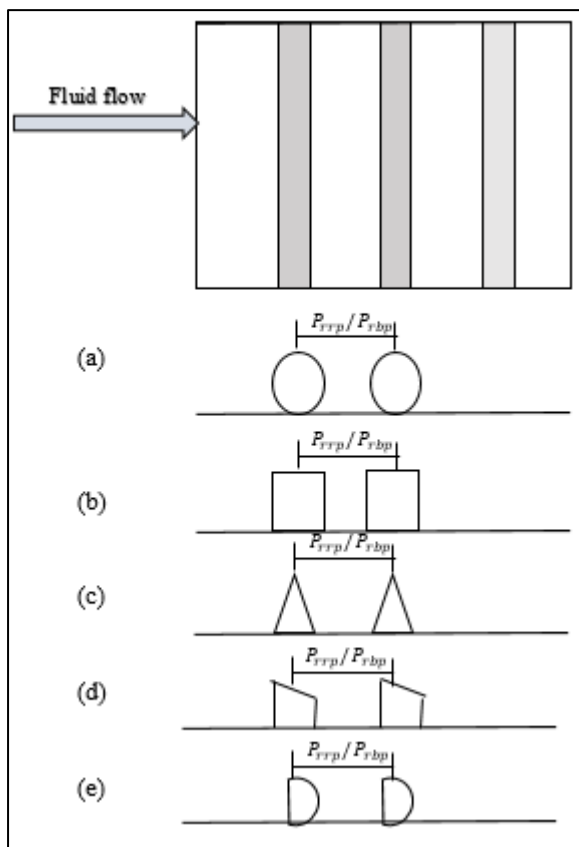 Fluid flow
P_rrp / P_rbp
(a)
P_rrp / P_rbp
(b)
P_rrp / P_rbp
(c)
P_rrp / P_rbp
(d)
P_rrp / P_rbp
(e)